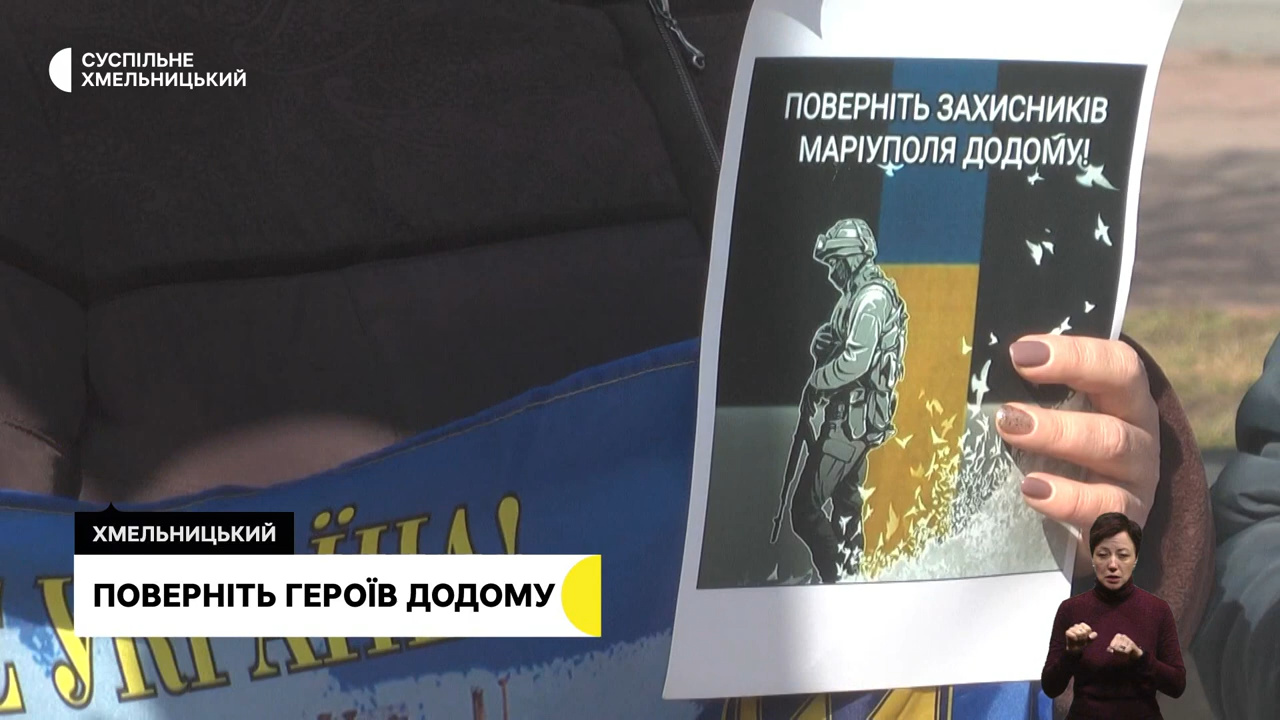 СУСПІЛЬНЕ
ХМЕЛЬНИЦЬКИЙ
ПОВЕРНІТЬ ЗАХИСНИКІВ
МАРІУПОЛЯ ДОДОМУ!
ХМЕЛЬНИЦЬКИЙ
ПОВЕРНІТЬ ГЕРОЇВ ДОДОМУ